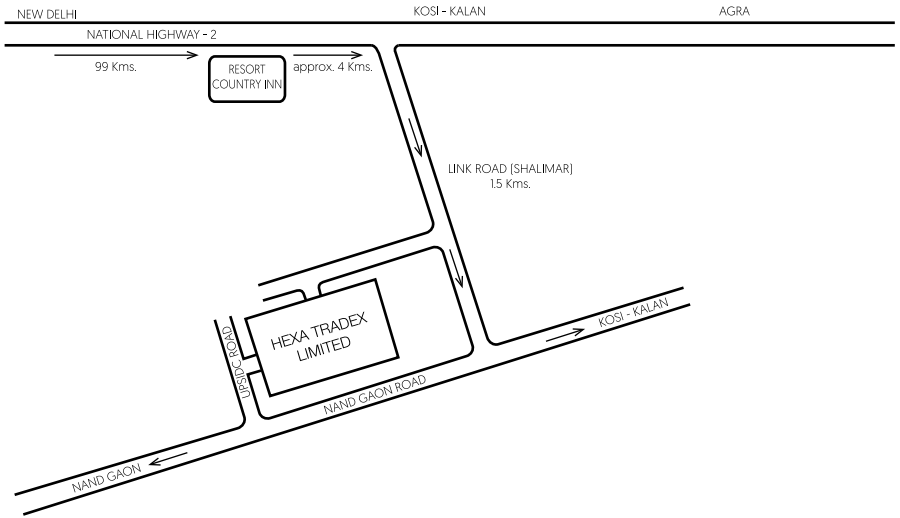 NEW DELHI
KOSI - KALAN
AGRA
NATIONAL HIGHWAY - 2
99 Kms.
RESORT
COUNTRY INN
approx. 4 Kms.
LINK ROAD (SHALIMAR)
1.5 Kms.
HEXA TRADEX
LIMITED
KOSI - KALAN
UPSIDC ROAD
NAND GAON ROAD
NAND GAON